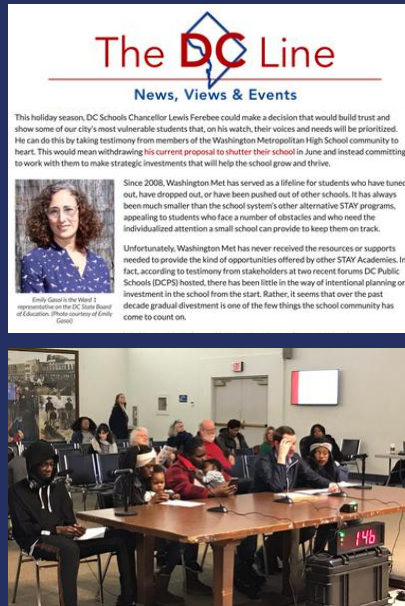 The DC Line
News, Views & Events
This holiday season, DC Schools Chancellor Lewis Ferebee could make a decision that would build trust and
show some of our city's most vulnerable students that, on his watch, their voices and needs will be prioritized.
He can do this by taking testimony from members of the Washington Metropolitan High School community to
heart. This would mean withdrawing his current proposal to shutter their school in June and instead committing
to work with them to make strategic investments that will help the school grow and thrive.
Since 2008, Washington Met has served as a lifeline for students who have tuned
out, have dropped out, or have been pushed out of other schools. It has always
been much smaller than the school system's other alternative STAY programs,
appealing to students who face a number of obstacles and who need the
individualized attention a small school can provide to keep them on track.
Unfortunately, Washington Met has never received the resources or supports
needed to provide the kind of opportunities offered by other STAY Academies. In
fact, according to testimony from stakeholders at two recent forums DC Public
Schools (DCPS) hosted, there has been little in the way of intentional planning or
investment in the school from the start. Rather, it seems that over the past
decade gradual divestment is one of the few things the school community has
come to count on.
Emily Gasoi is the Ward 1
representative on the DC State Board
of Education. (Photo courtesy of Emily
Gasoi)
1:46